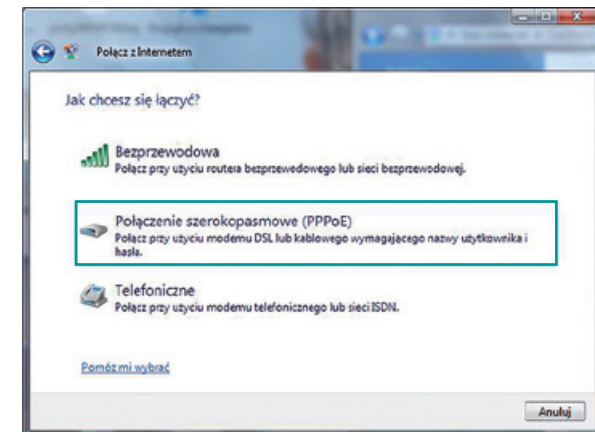 Połącz z Internetem
Jak chcesz się łączyć?
Bezprzewodowa
Połącz przy użyciu routera bezprzewodowego lub sieci bezprzewodowej.
Połączenie szerokopasmowe (PPPoE)
Połącz przy użyciu modemu DSL lub kablowego wymagającego nazwy użytkownika i
hasła.
Telefoniczne
Połącz przy użyciu modemu telefonicznego lub sieci ISDN.
Pomóż mi wybrać
Anuluj